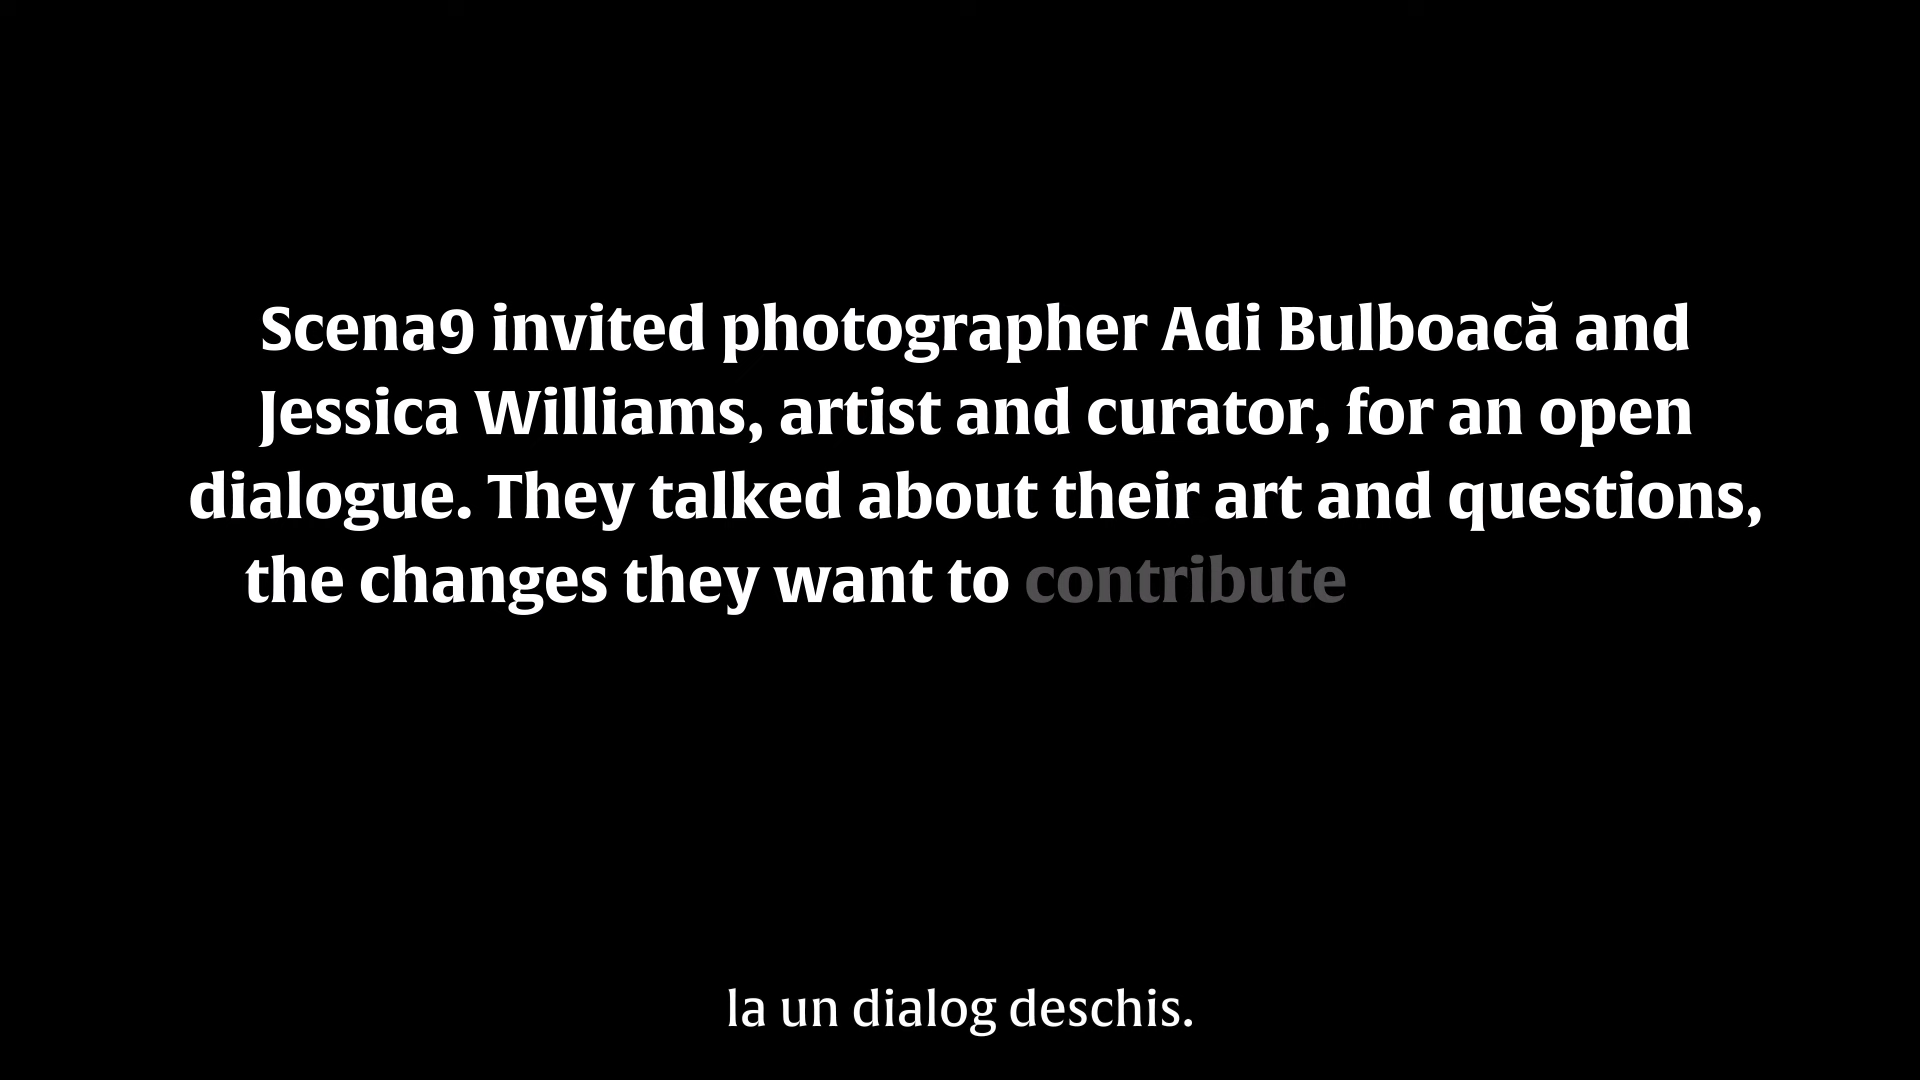 Scena9 invited photographer Adi Bulboacă and
Jessica Williams, artist and curator, for an open
dialogue. They talked about their art and questions,
the changes they want to contribute
la un dialog deschis.